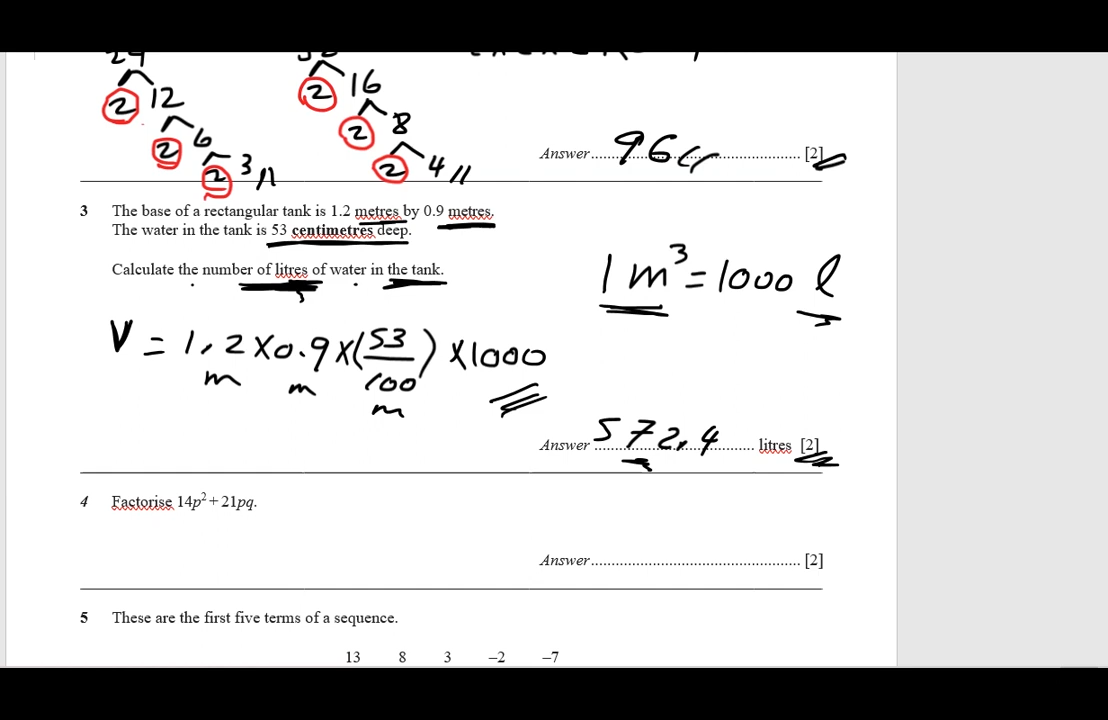 2 12
16
2
6
2
8
2
3
2
4
2
Answer 96 [2]
3 The base of a rectangular tank is 1.2 metres by 0.9 metres.
The water in the tank is 53 centimetres deep.
Calculate the number of litres of water in the tank.
1 m³ = 1000 l
V = 1.2 × 0.9 × (53/100) × 1000
m m m
Answer 572.4 litres [2]
4 Factorise 14p² + 21pq.
Answer [2]
5 These are the first five terms of a sequence.
13 8 3 −2 −7